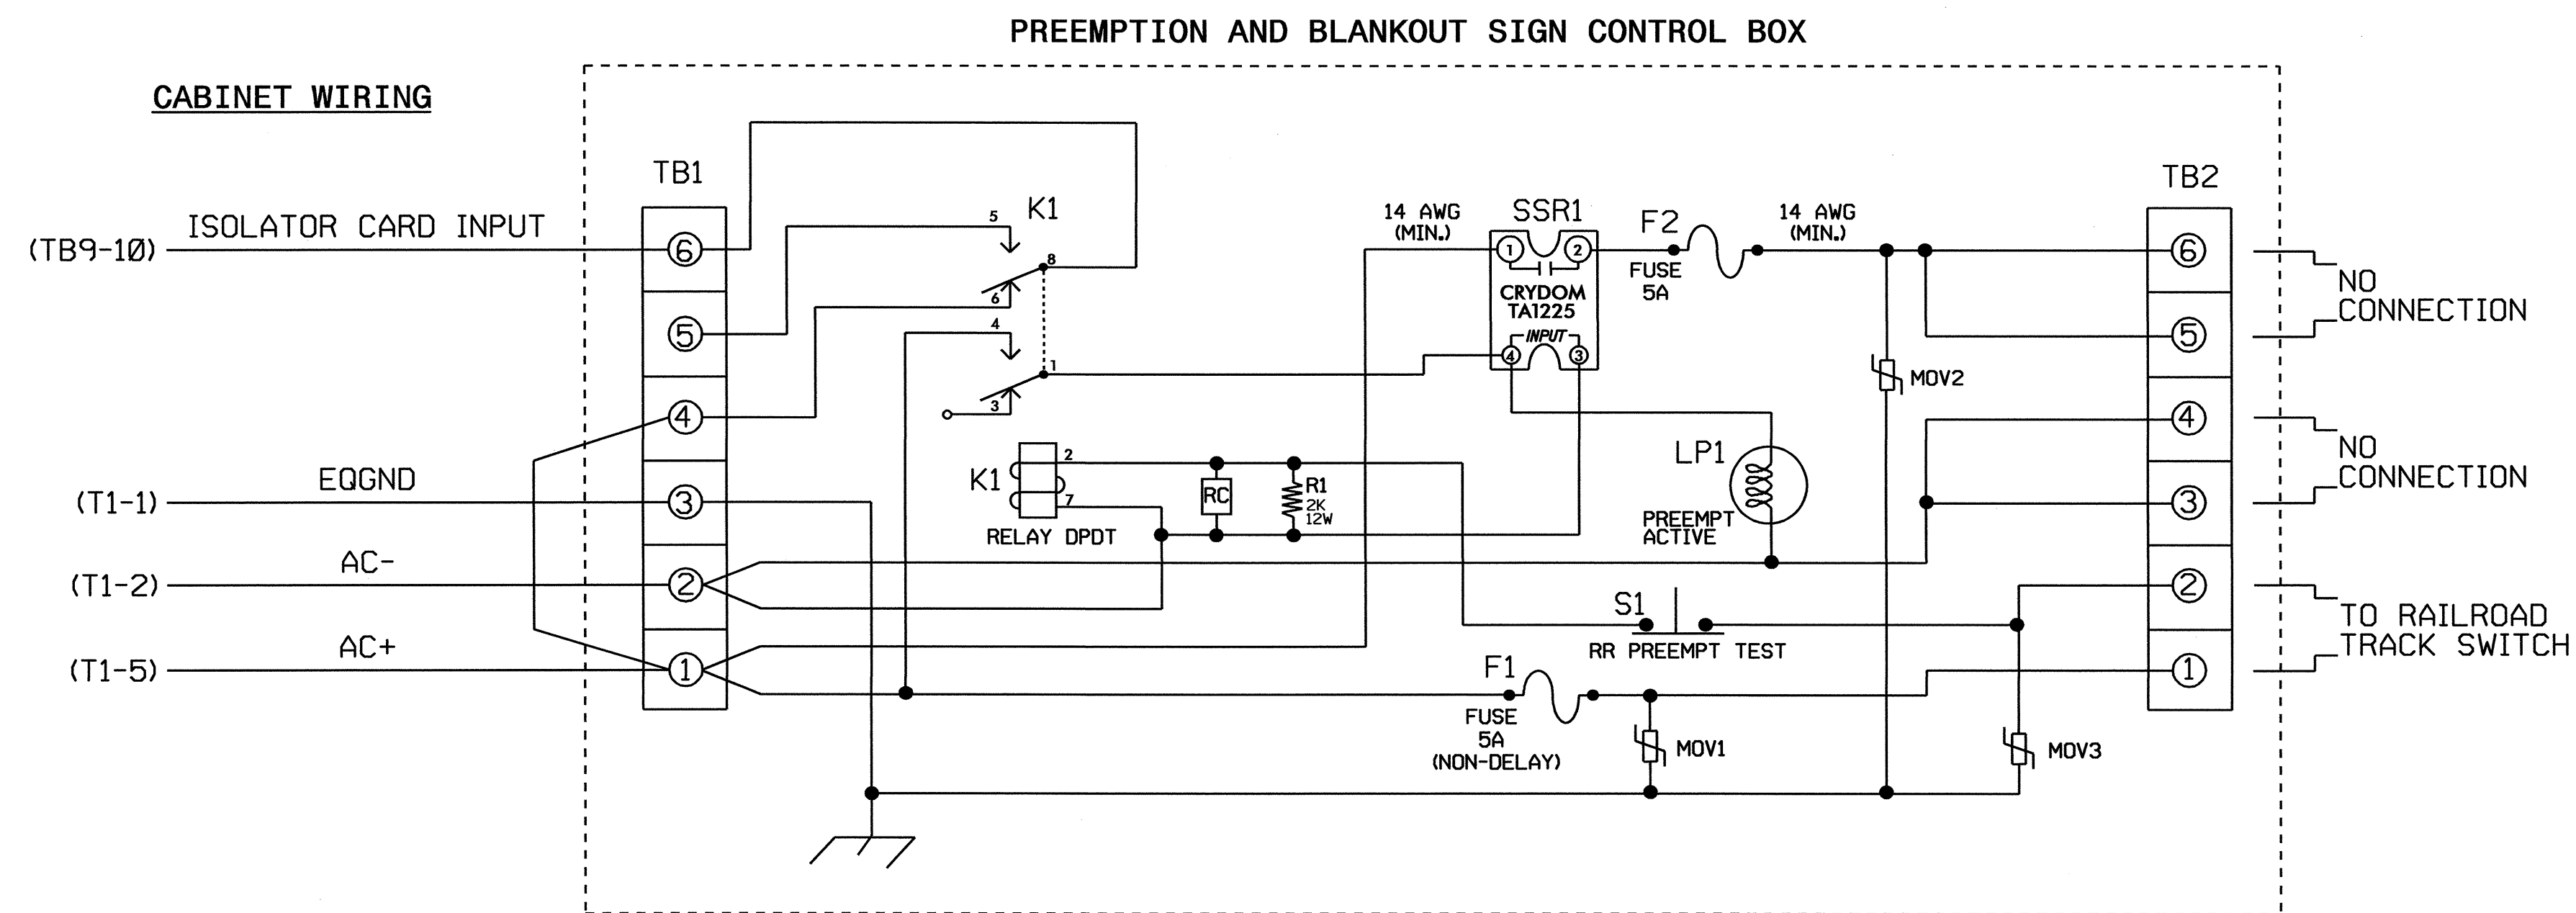 PREEMPTION AND BLANKOUT SIGN CONTROL BOX
CABINET WIRING
TB1
(TB9-10)
ISOLATOR CARD INPUT
6
5
4
(T1-1)
EQGND
3
(T1-2)
AC-
2
(T1-5)
AC+
1
K1
5
8
6
4
1
3
K1
2
7
RELAY DPDT
RC
R1
2K
12W
14 AWG
(MIN.)
SSR1
1
2
CRYDOM
TA1225
INPUT
4
3
F2
FUSE
5A
14 AWG
(MIN.)
MOV2
LP1
PREEMPT
ACTIVE
S1
RR PREEMPT TEST
F1
FUSE
5A
(NON-DELAY)
MOV1
MOV3
TB2
6
5
4
3
2
1
NO
CONNECTION
NO
CONNECTION
TO RAILROAD
TRACK SWITCH